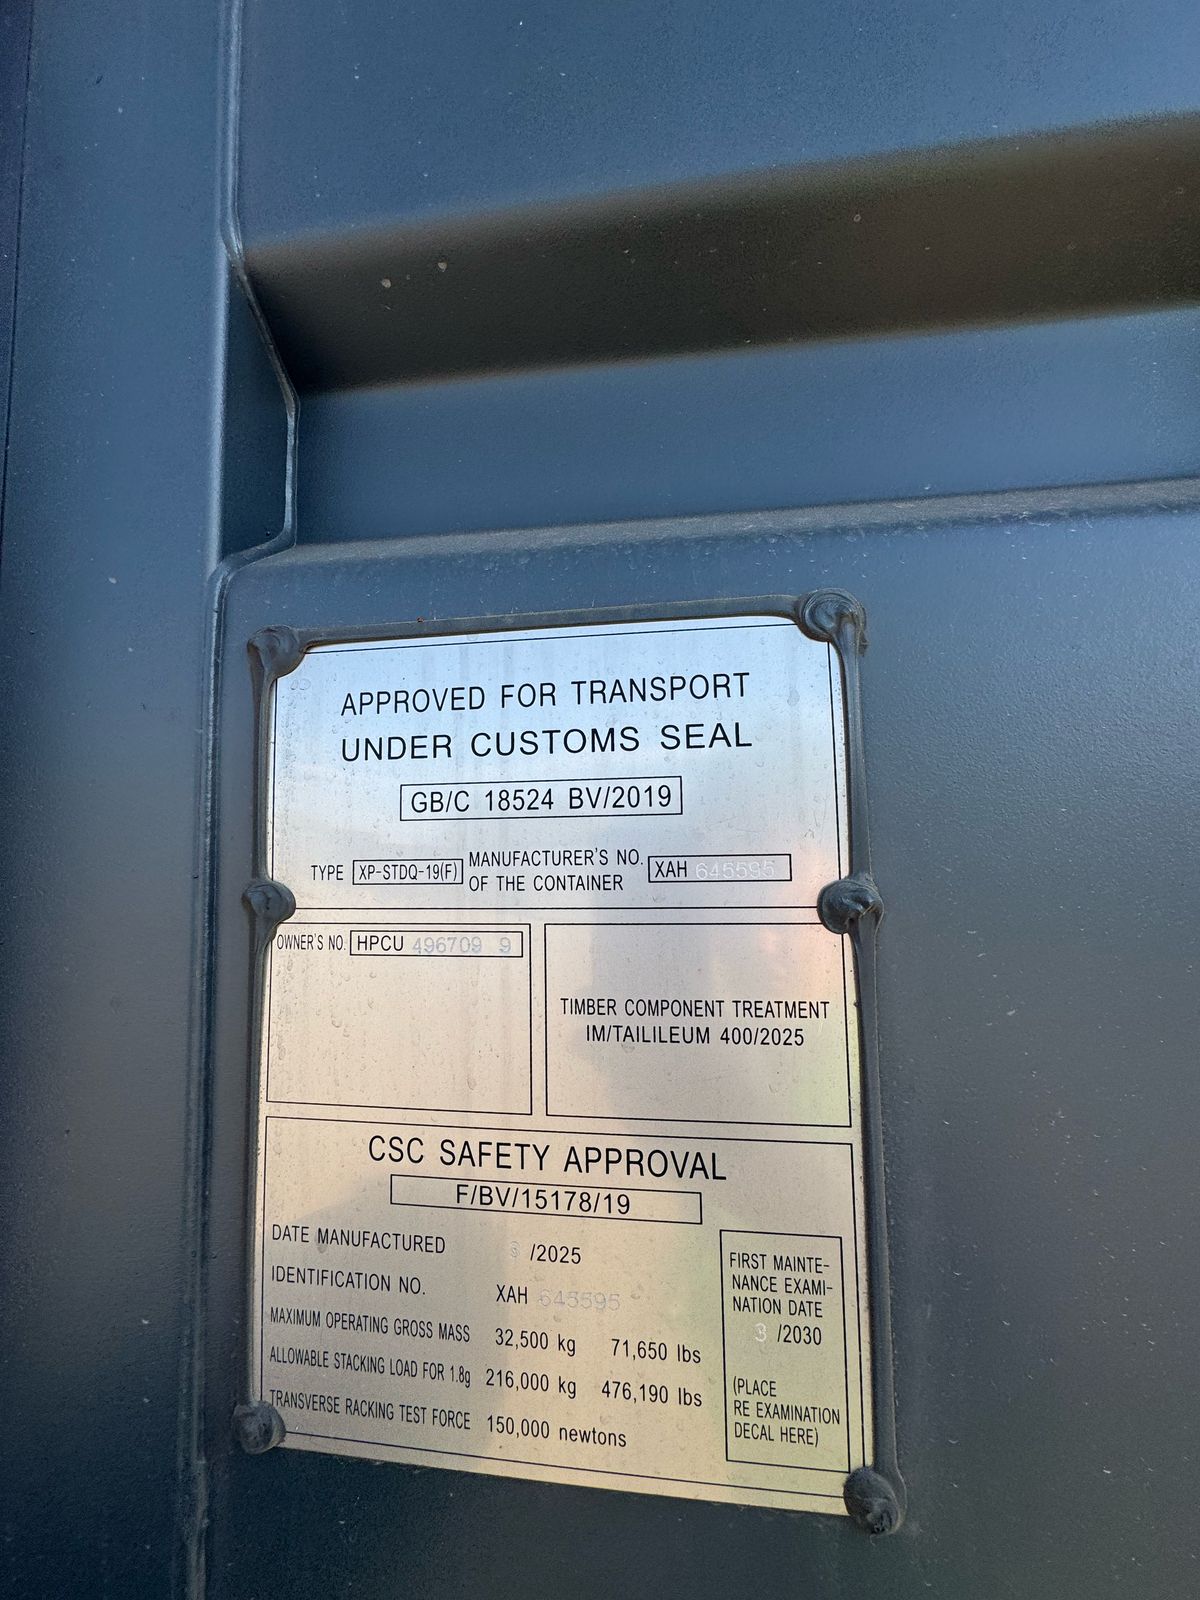 APPROVED FOR TRANSPORT
UNDER CUSTOMS SEAL
GB/C 18524 BV/2019
TYPE XP-STDQ-19(F) MANUFACTURER'S NO. OF THE CONTAINER XAH 645595
OWNER'S NO. HPCU 496709 9
TIMBER COMPONENT TREATMENT
IM/TAILILEUM 400/2025
CSC SAFETY APPROVAL
F/BV/15178/19
DATE MANUFACTURED 3 /2025
IDENTIFICATION NO. XAH 645595
MAXIMUM OPERATING GROSS MASS 32,500 kg 71,650 lbs
ALLOWABLE STACKING LOAD FOR 1.8g 216,000 kg 476,190 lbs
TRANSVERSE RACKING TEST FORCE 150,000 newtons
FIRST MAINTE-
NANCE EXAMI-
NATION DATE
3 /2030
(PLACE
RE EXAMINATION
DECAL HERE)